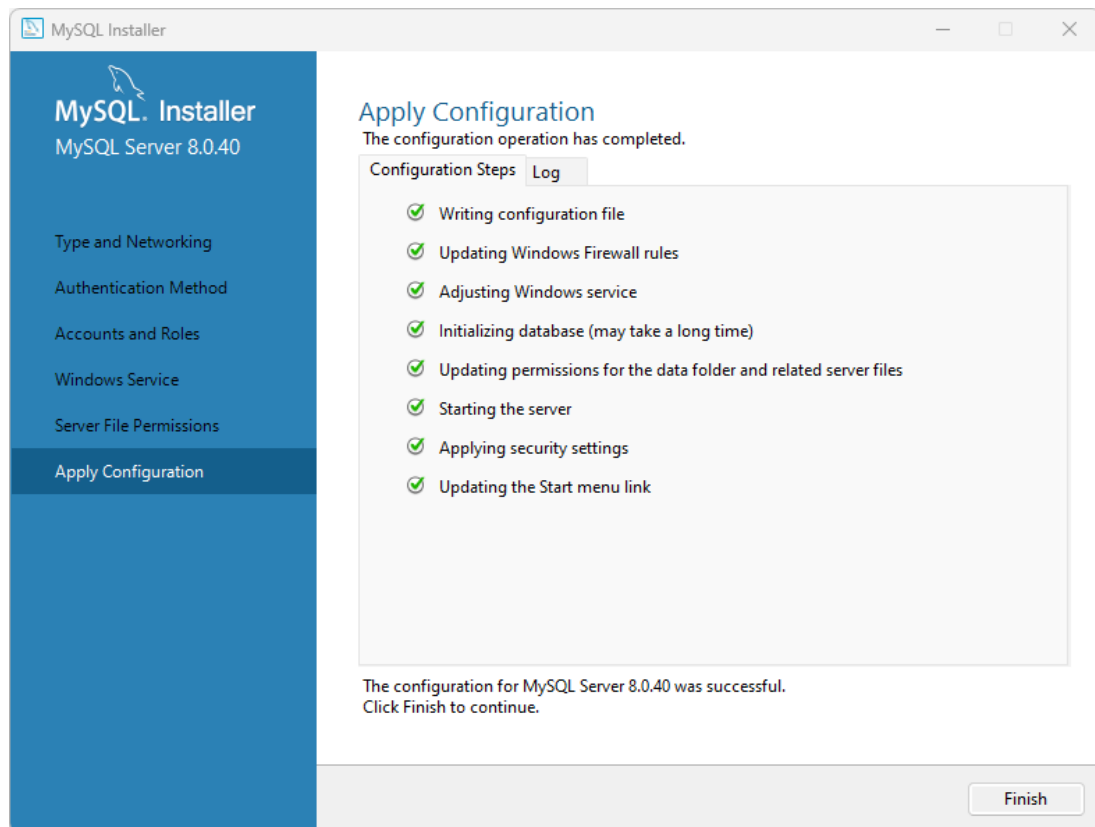 MySQL Installer
MySQL. Installer
MySQL Server 8.0.40
Type and Networking
Authentication Method
Accounts and Roles
Windows Service
Server File Permissions
Apply Configuration
Apply Configuration
The configuration operation has completed.
Configuration Steps Log
Writing configuration file
Updating Windows Firewall rules
Adjusting Windows service
Initializing database (may take a long time)
Updating permissions for the data folder and related server files
Starting the server
Applying security settings
Updating the Start menu link
The configuration for MySQL Server 8.0.40 was successful.
Click Finish to continue.
Finish